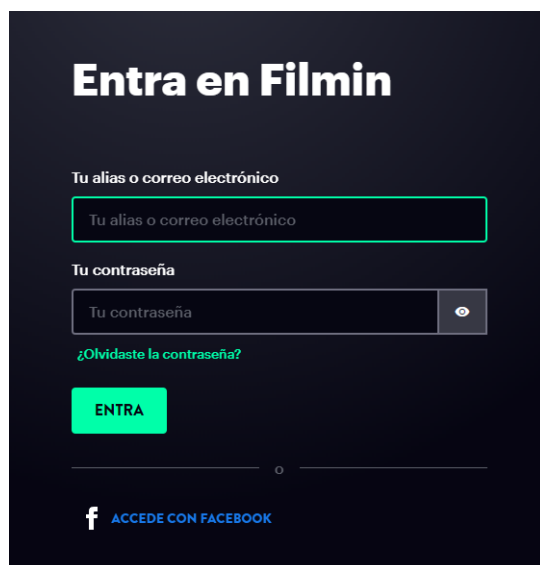 Entra en Filmin
Tu alias o correo electrónico
Tu alias o correo electrónico
Tu contraseña
Tu contraseña
¿Olvidaste la contraseña?
ENTRA
o
f ACCEDE CON FACEBOOK